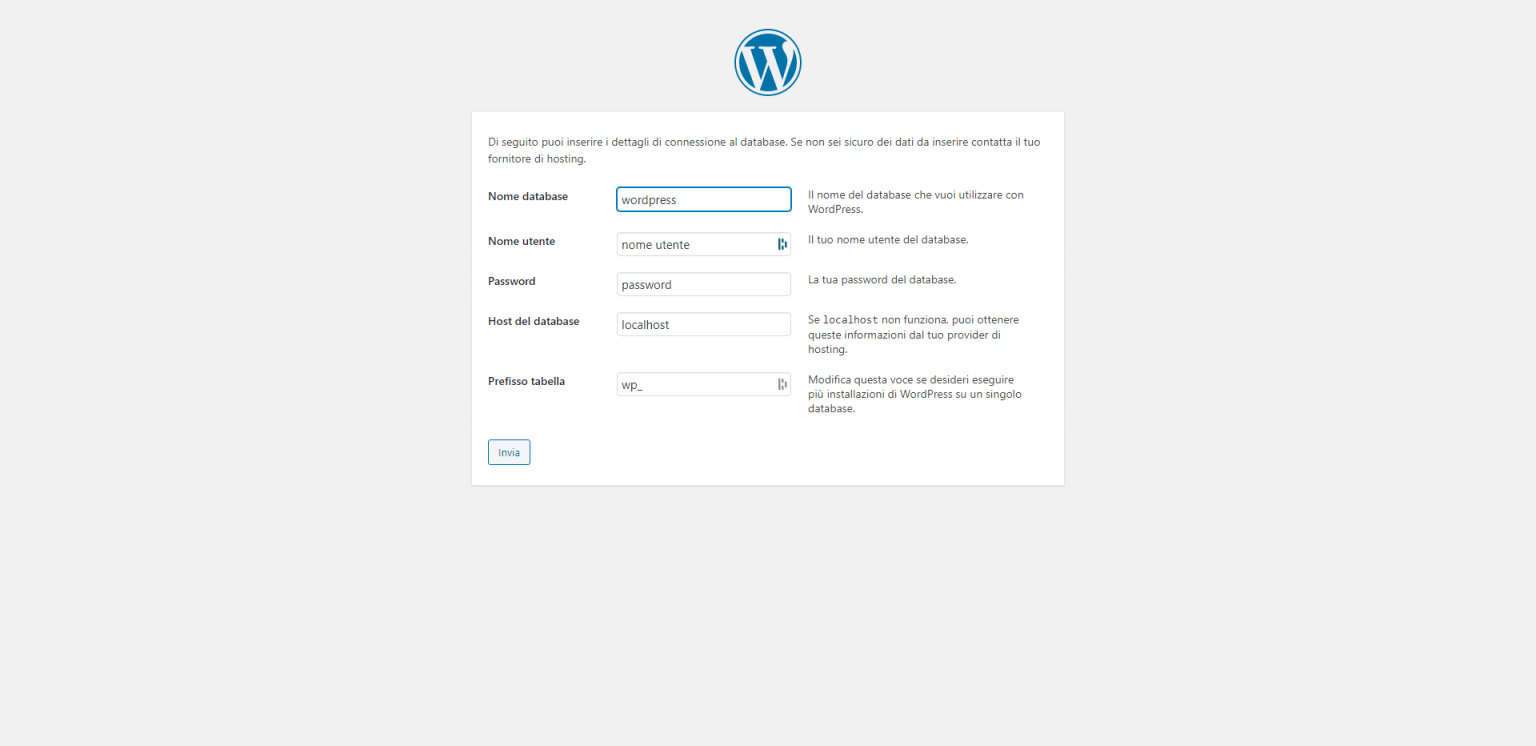 Di seguito puoi inserire i dettagli di connessione al database. Se non sei sicuro dei dati da inserire contatta il tuo
fornitore di hosting.
Nome database
wordpress
Il nome del database che vuoi utilizzare con
WordPress.
Nome utente
nome utente
Il tuo nome utente del database.
Password
password
La tua password del database.
Host del database
localhost
Se localhost non funziona, puoi ottenere
queste informazioni dal tuo provider di
hosting.
Prefisso tabella
wp_
Modifica questa voce se desideri eseguire
più installazioni di WordPress su un singolo
database.
Invia